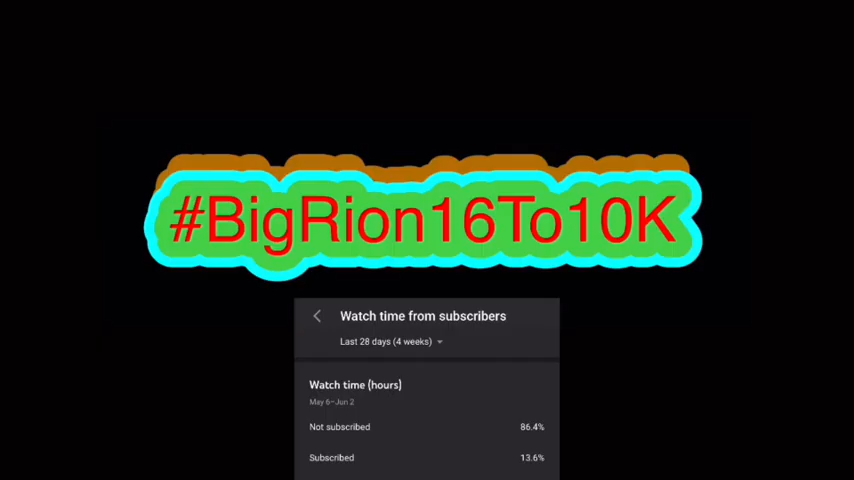 #BigRion16To10K
Watch time from subscribers
Last 28 days (4 weeks)
Watch time (hours)
May 6–Jun 2
Not subscribed 86.4%
Subscribed 13.6%